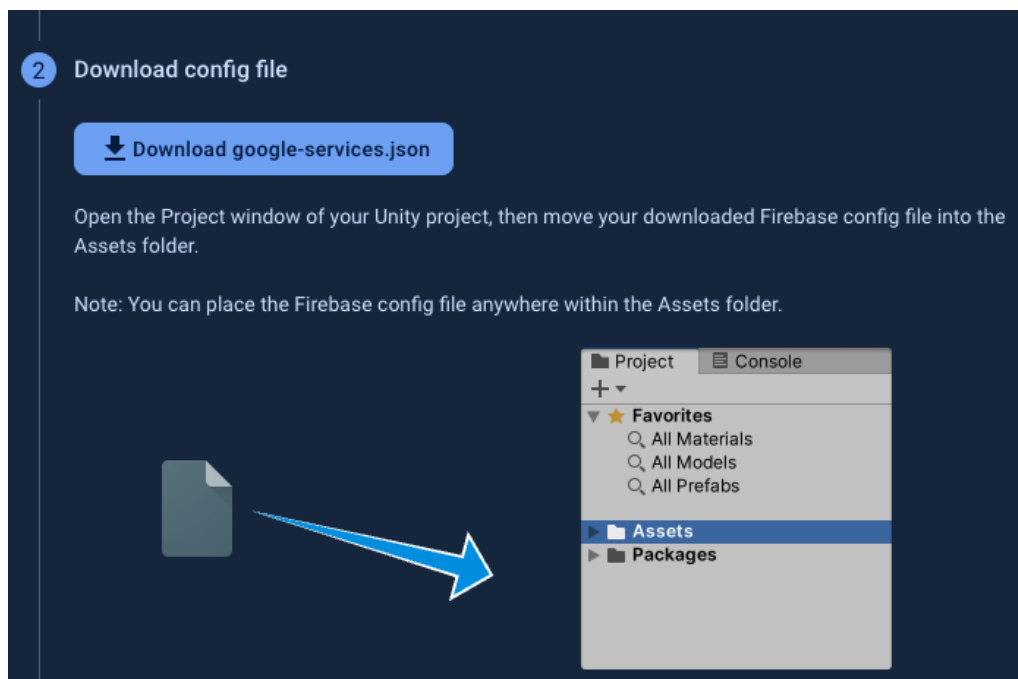 2
Download config file
Download google-services.json
Open the Project window of your Unity project, then move your downloaded Firebase config file into the
Assets folder.
Note: You can place the Firebase config file anywhere within the Assets folder.
Project
Console
Favorites
All Materials
All Models
All Prefabs
Assets
Packages